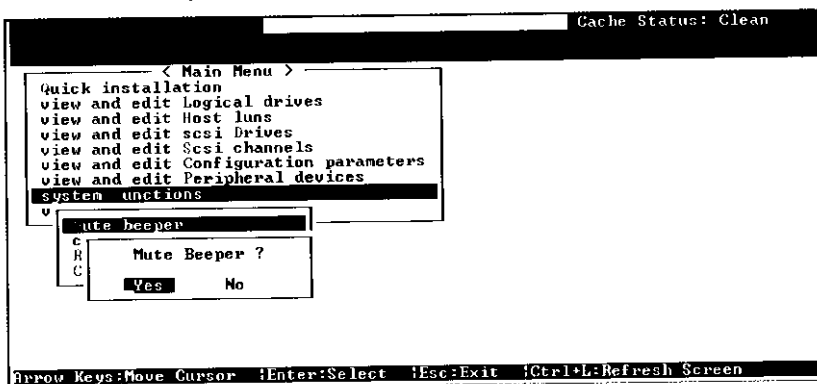 Cache Status: Clean
< Main Menu >
Quick installation
view and edit Logical drives
view and edit Host luns
view and edit scsi Drives
view and edit Scsi channels
view and edit Configuration parameters
view and edit Peripheral devices
system unctions
v
ute beeper
c
R
C
Mute Beeper ?
Yes No
Arrow Keys:Move Cursor |Enter:Select |Esc:Exit |Ctrl+L:Refresh Screen